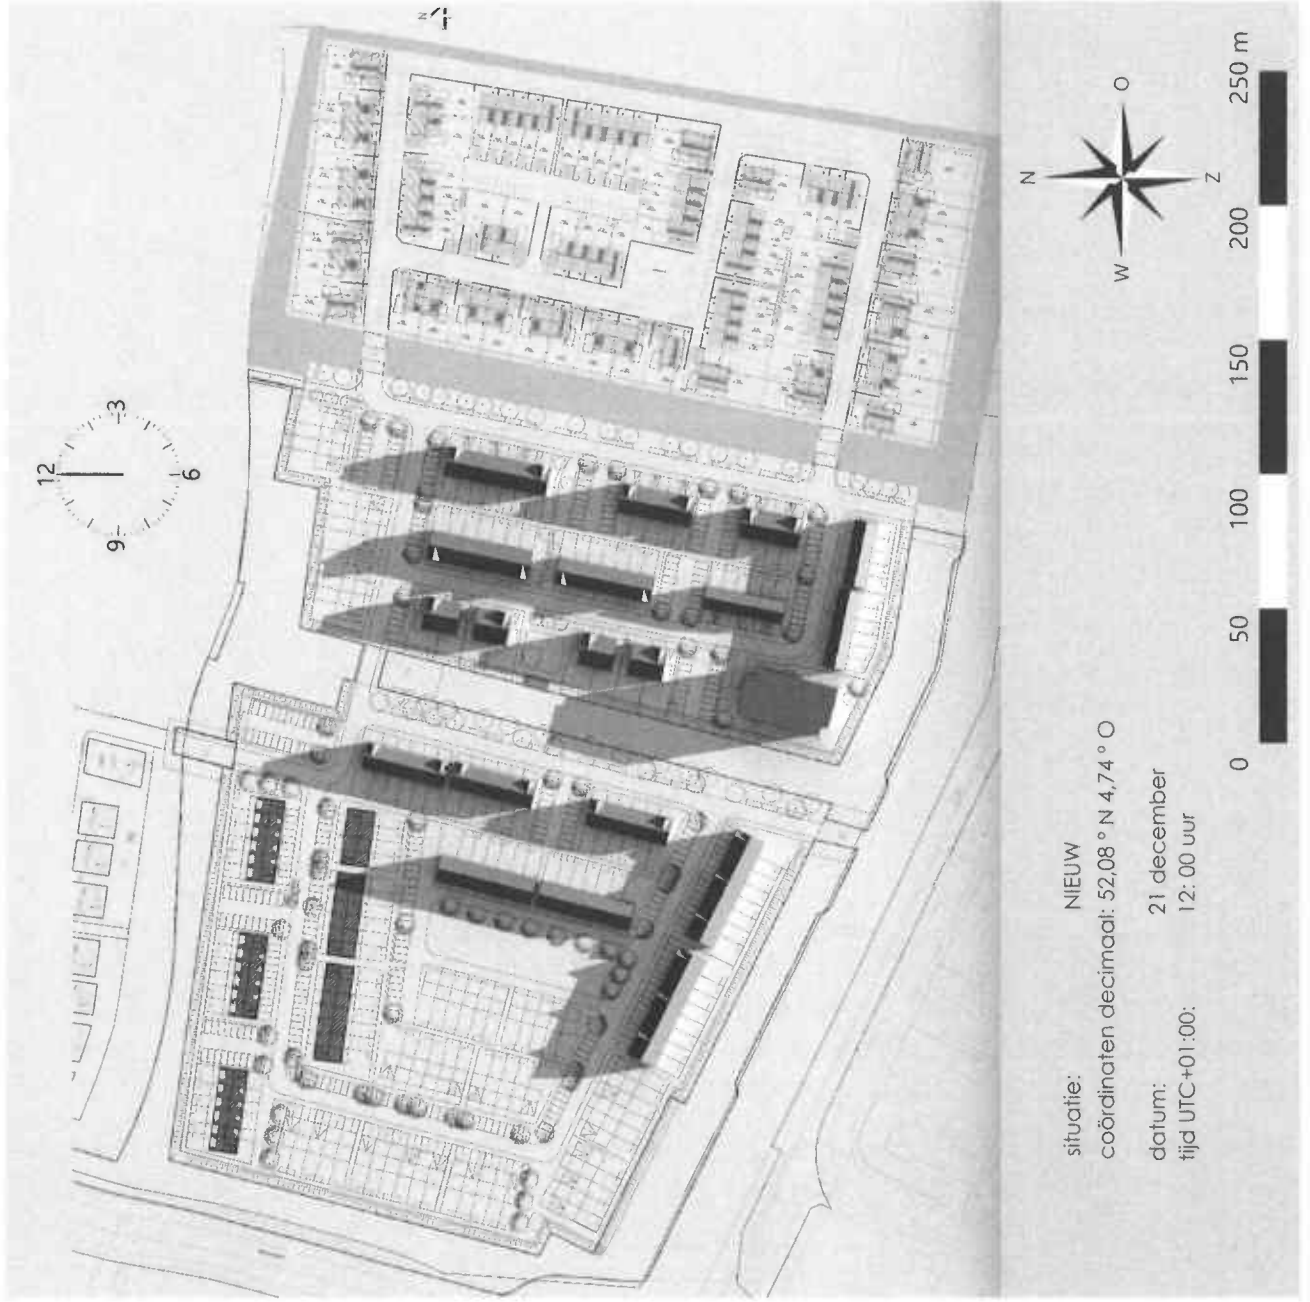 12
3
6
9
N
O
Z
W
situatie: NIEUW
coördinaten decimaal: 52,08 ° N 4,74 ° O
datum: 21 december
tijd UTC+01:00: 12: 00 uur
0 50 100 150 200 250 m